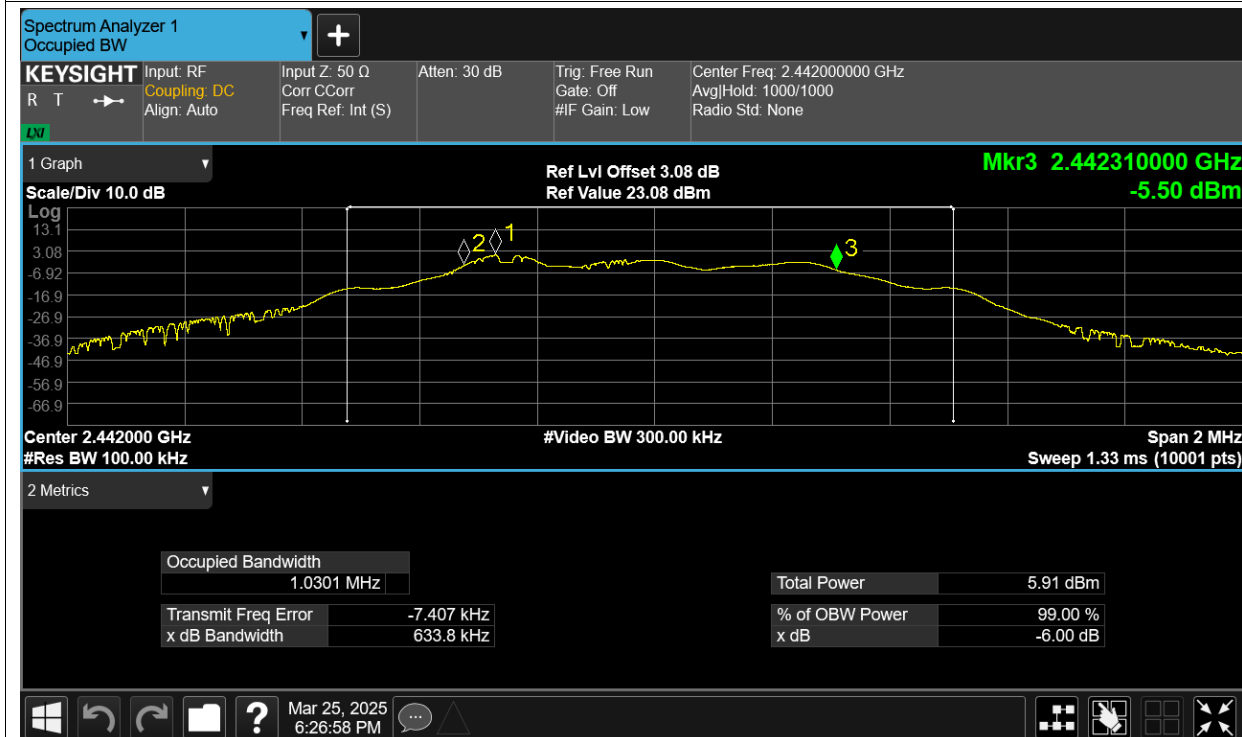 Spectrum Analyzer 1
Occupied BW
+
KEYSIGHT
R T
LXI
Input: RF
Coupling: DC
Align: Auto
Input Z: 50 Ω
Corr CCorr
Freq Ref: Int (S)
Atten: 30 dB
Trig: Free Run
Gate: Off
#IF Gain: Low
Center Freq: 2.442000000 GHz
Avg|Hold: 1000/1000
Radio Std: None
1 Graph
Scale/Div 10.0 dB
Ref Lvl Offset 3.08 dB
Ref Value 23.08 dBm
Mkr3 2.442310000 GHz
-5.50 dBm
Log
13.1
3.08
-6.92
-16.9
-26.9
-36.9
-46.9
-56.9
-66.9
2
1
3
Center 2.442000 GHz
#Res BW 100.00 kHz
#Video BW 300.00 kHz
Span 2 MHz
Sweep 1.33 ms (10001 pts)
2 Metrics
Occupied Bandwidth
1.0301 MHz
Transmit Freq Error -7.407 kHz
x dB Bandwidth 633.8 kHz
Total Power 5.91 dBm
% of OBW Power 99.00 %
x dB -6.00 dB
?
Mar 25, 2025
6:26:58 PM